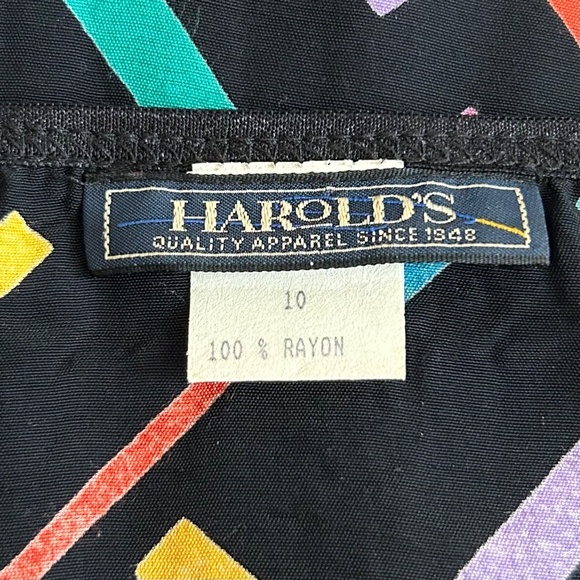 HAROLD'S
QUALITY APPAREL SINCE 1948
10
100 % RAYON